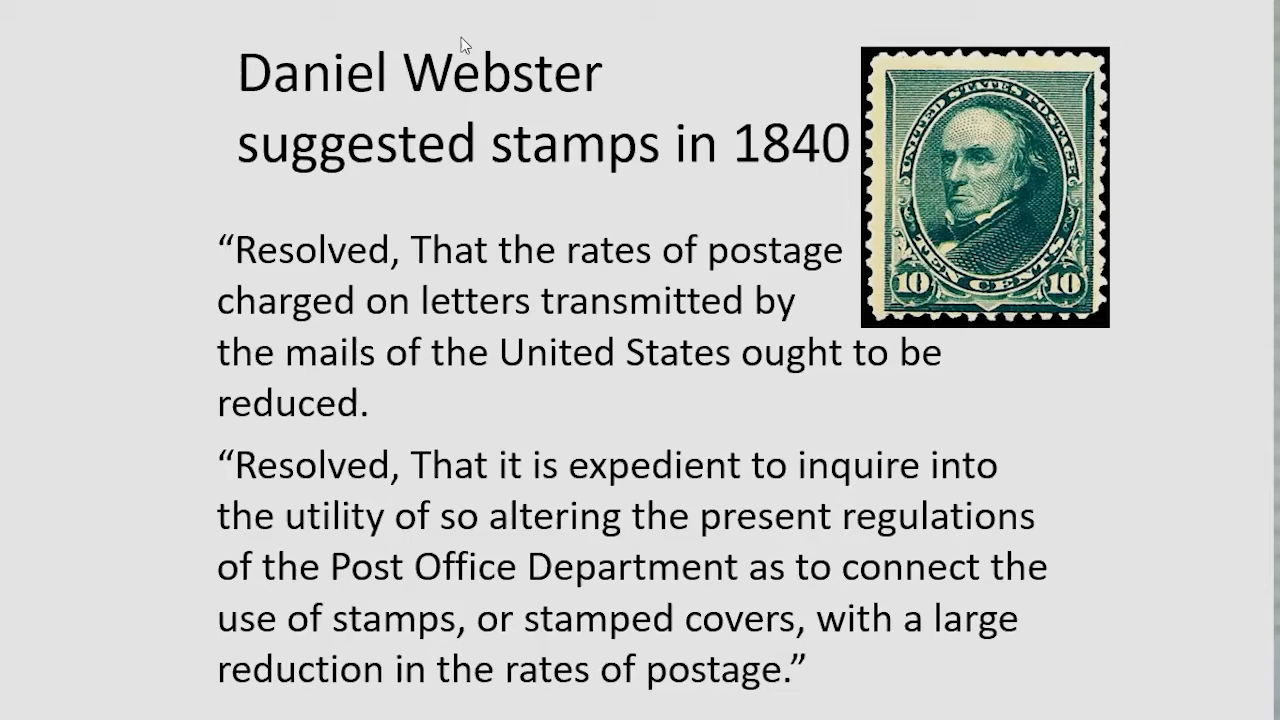 Daniel Webster
suggested stamps in 1840
UNITED STATES POSTAGE
10 TEN CENTS 10
“Resolved, That the rates of postage
charged on letters transmitted by
the mails of the United States ought to be
reduced.
“Resolved, That it is expedient to inquire into
the utility of so altering the present regulations
of the Post Office Department as to connect the
use of stamps, or stamped covers, with a large
reduction in the rates of postage.”